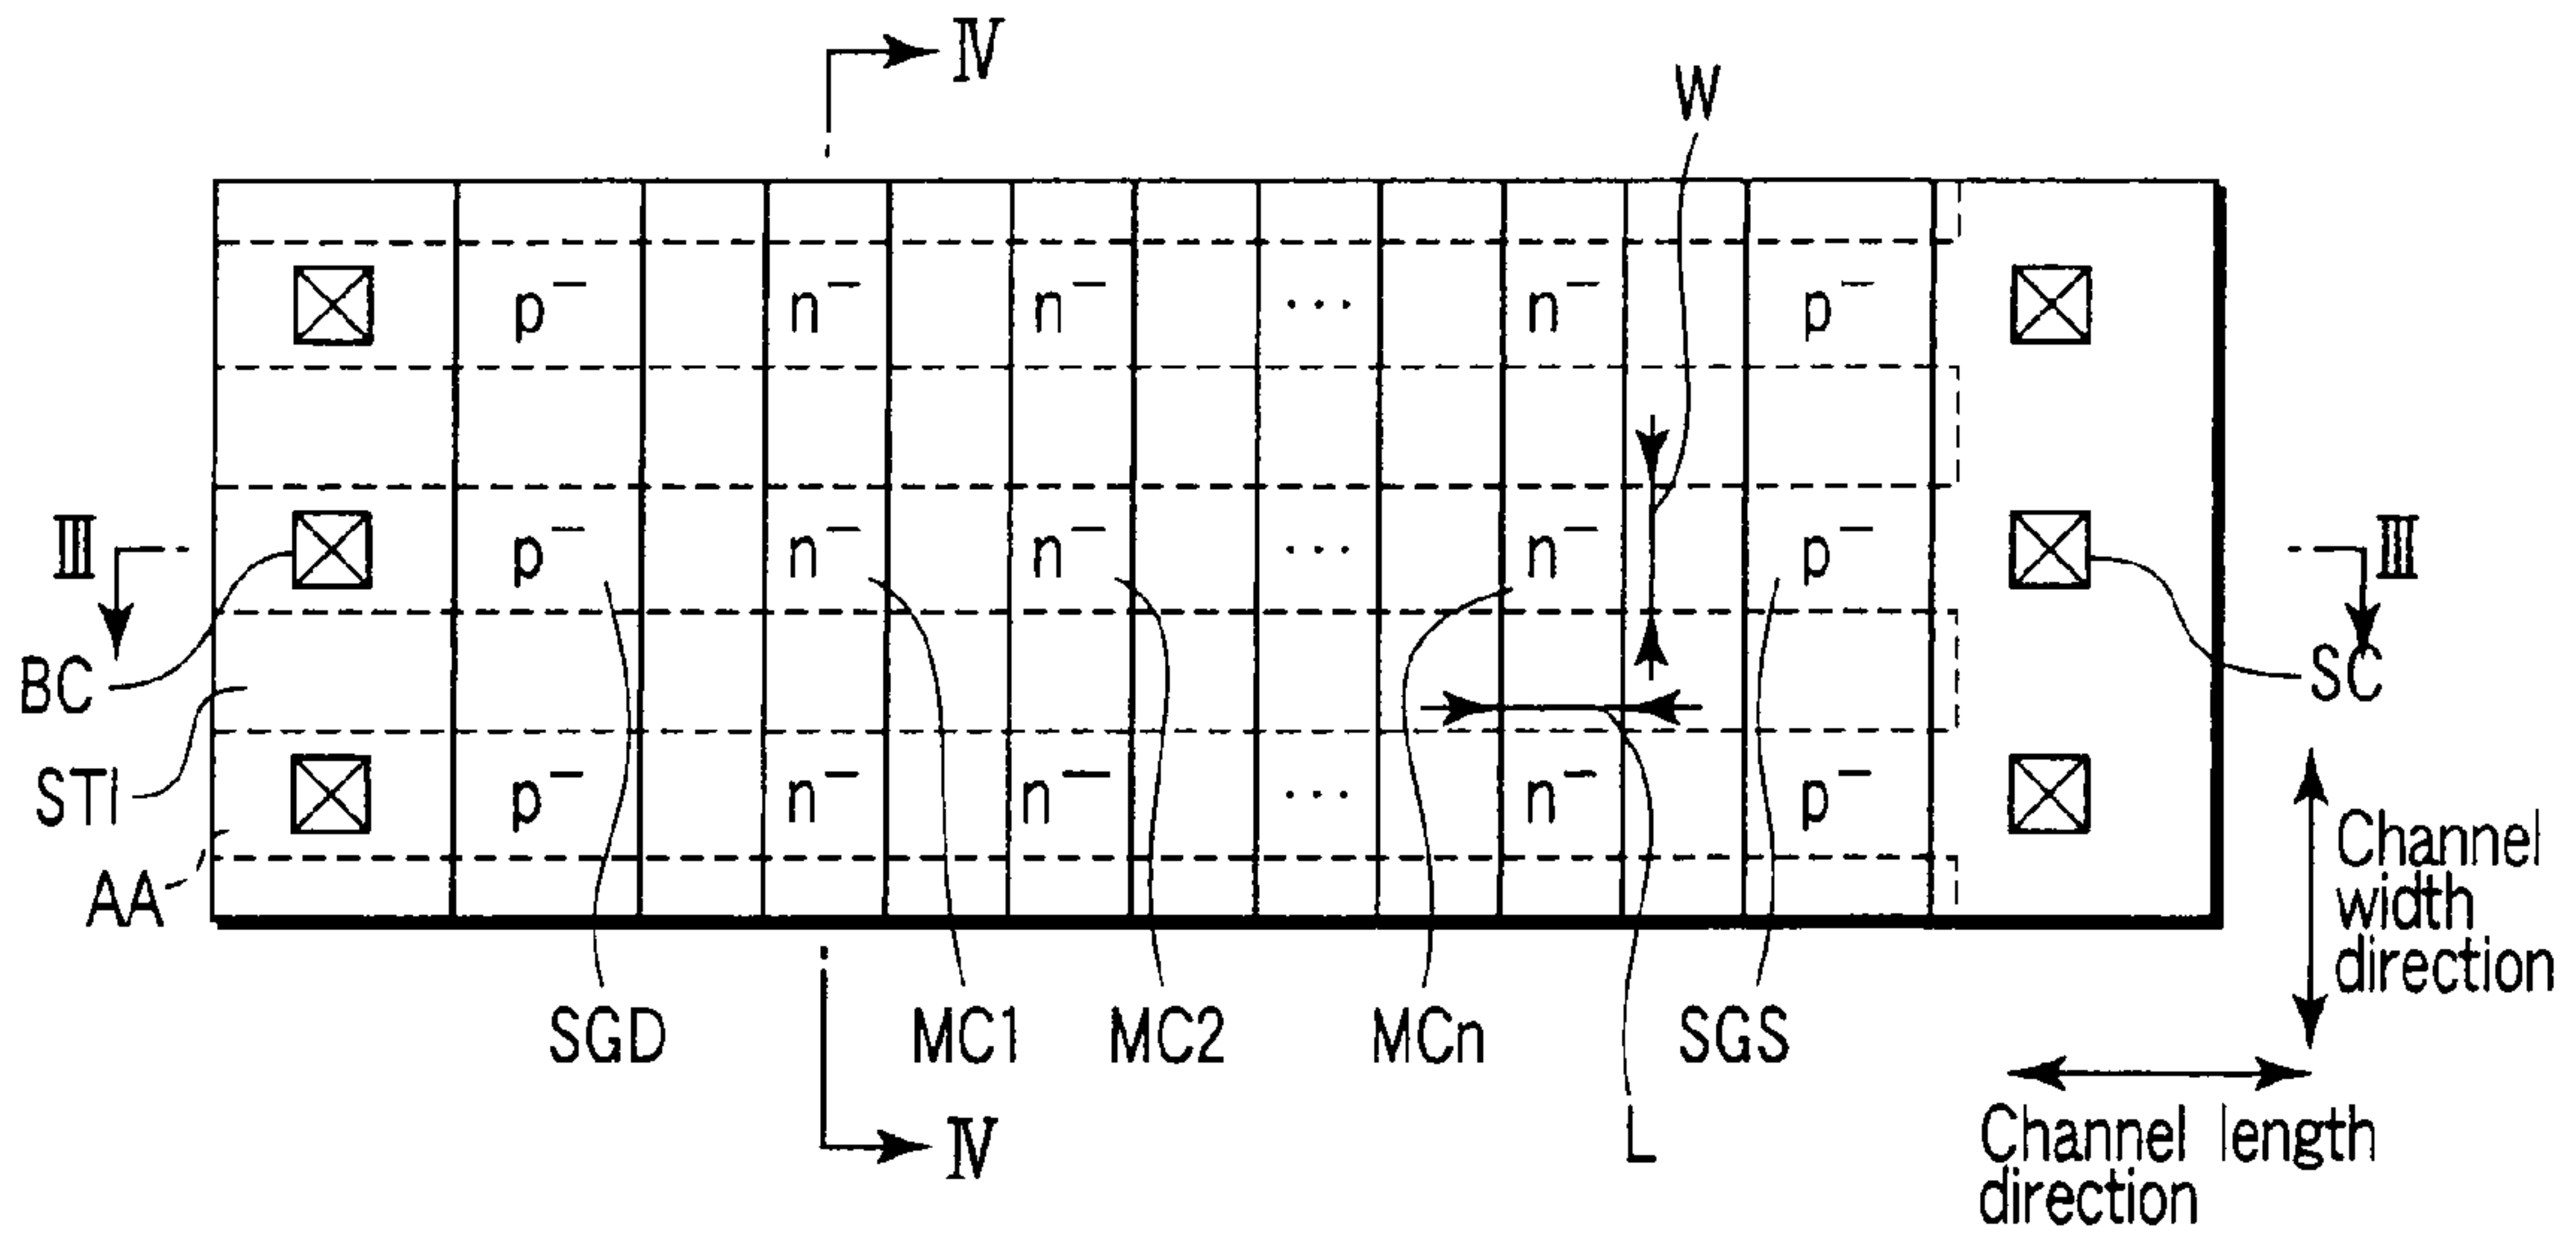 IV
W
p⁻ n⁻ n⁻ ... n⁻ p⁻
III p⁻ n⁻ n⁻ ... n⁻ p⁻ III
BC
SC
STI
p⁻ n⁻ n⁻ ... n⁻ p⁻
AA
Channel
width
direction
SGD MC1 MC2 MCn SGS
IV
L
Channel length
direction